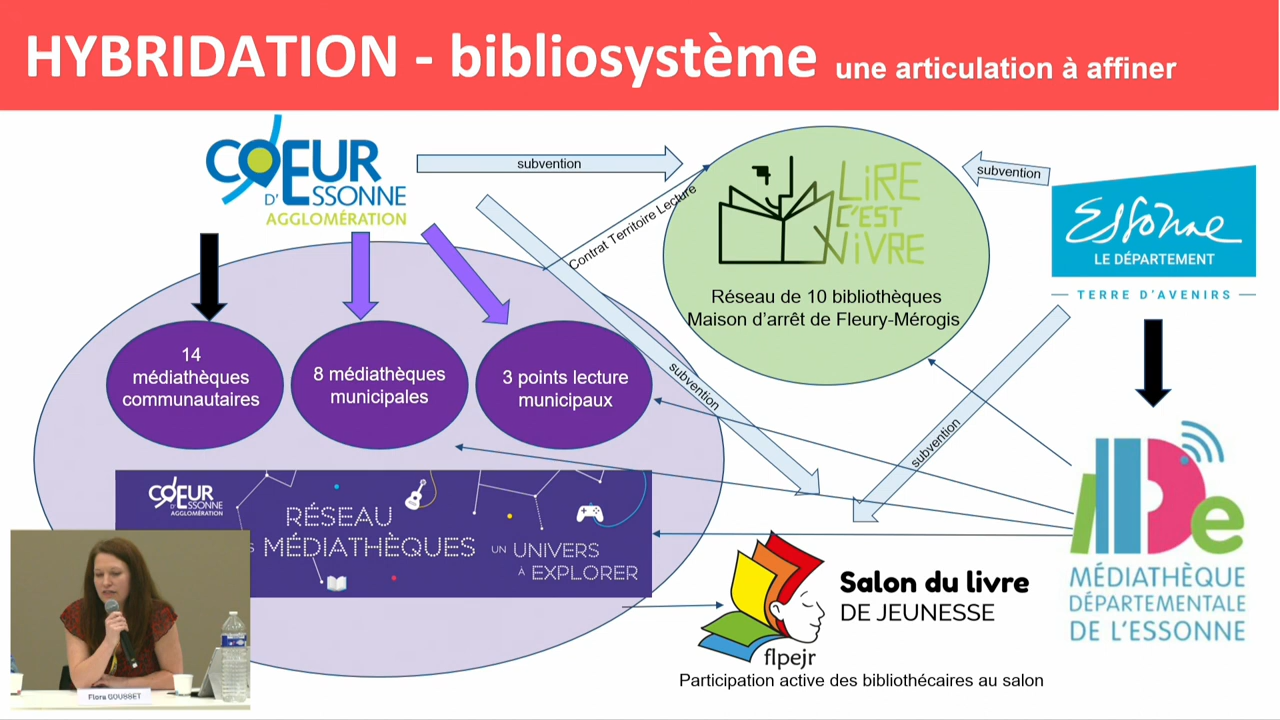 HYBRIDATION - bibliosystème une articulation à affiner
CŒUR
D'ESSONNE
AGGLOMÉRATION
subvention
subvention
Contrat Territoire Lecture
LIRE
C'EST
VIVRE
Réseau de 10 bibliothèques
Maison d'arrêt de Fleury-Mérogis
Essonne
LE DÉPARTEMENT
TERRE D'AVENIRS
14
médiathèques
communautaires
8 médiathèques
municipales
3 points lecture
municipaux
subvention
subvention
CŒUR
D'ESSONNE
AGGLOMÉRATION
RÉSEAU
S MÉDIATHÈQUES
UN UNIVERS
À EXPLORER
MDe
MÉDIATHÈQUE
DÉPARTEMENTALE
DE L'ESSONNE
Salon du livre
DE JEUNESSE
flpejr
Participation active des bibliothécaires au salon
Flora GOUSSET